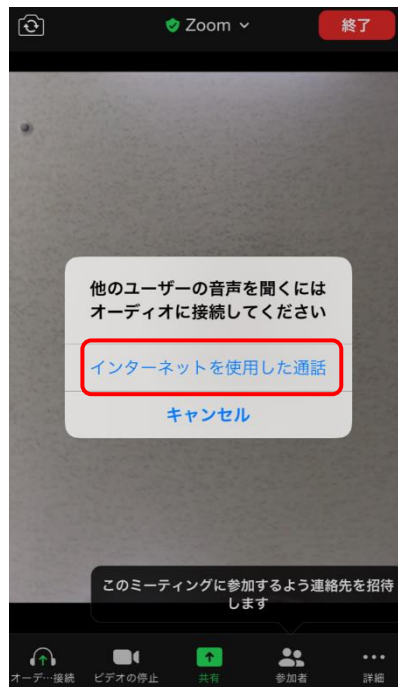 Zoom
終了
他のユーザーの音声を聞くには
オーディオに接続してください
インターネットを使用した通話
キャンセル
このミーティングに参加するよう連絡先を招待
します
オーデ…接続
ビデオの停止
共有
参加者
詳細